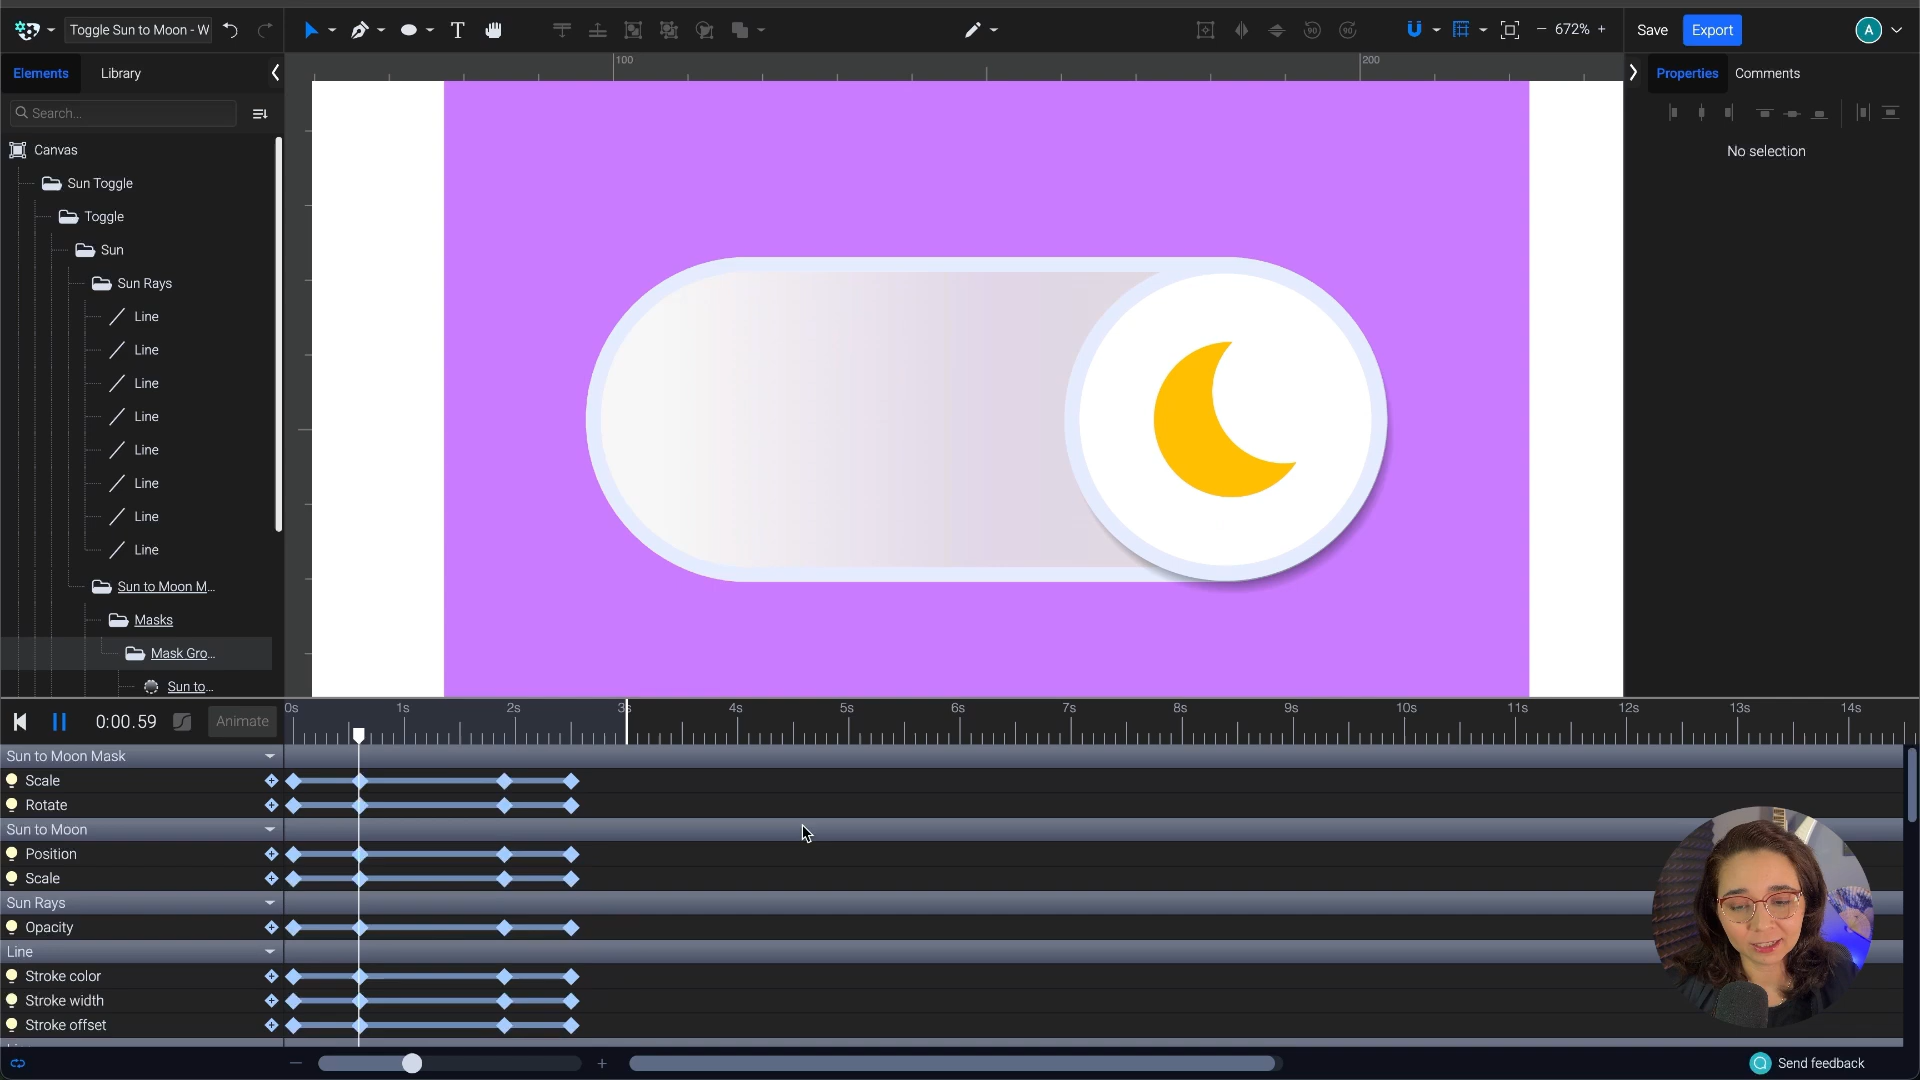 Toggle Sun to Moon - W
T
90
90
672%
Save
Export
A
Elements
Library
100
200
Properties
Comments
Search...
No selection
Canvas
Sun Toggle
Toggle
Sun
Sun Rays
Line
Line
Line
Line
Line
Line
Line
Line
Sun to Moon M...
Masks
Mask Gro...
Sun to...
0:00.59
Animate
0s
1s
2s
3s
4s
5s
6s
7s
8s
9s
10s
11s
12s
13s
14s
Sun to Moon Mask
Scale
Rotate
Sun to Moon
Position
Scale
Sun Rays
Opacity
Line
Stroke color
Stroke width
Stroke offset
Send feedback